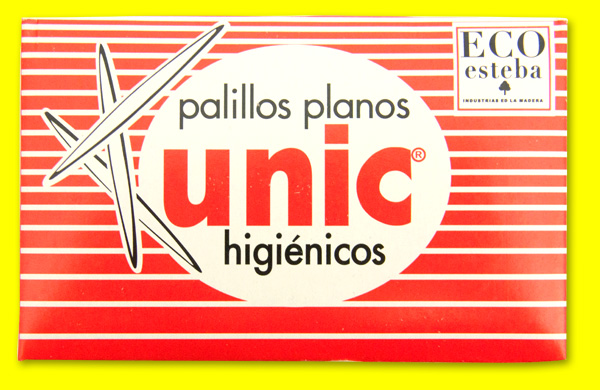 ECO
esteba
INDUSTRIAS DE LA MADERA
palillos planos
unic®
higiénicos